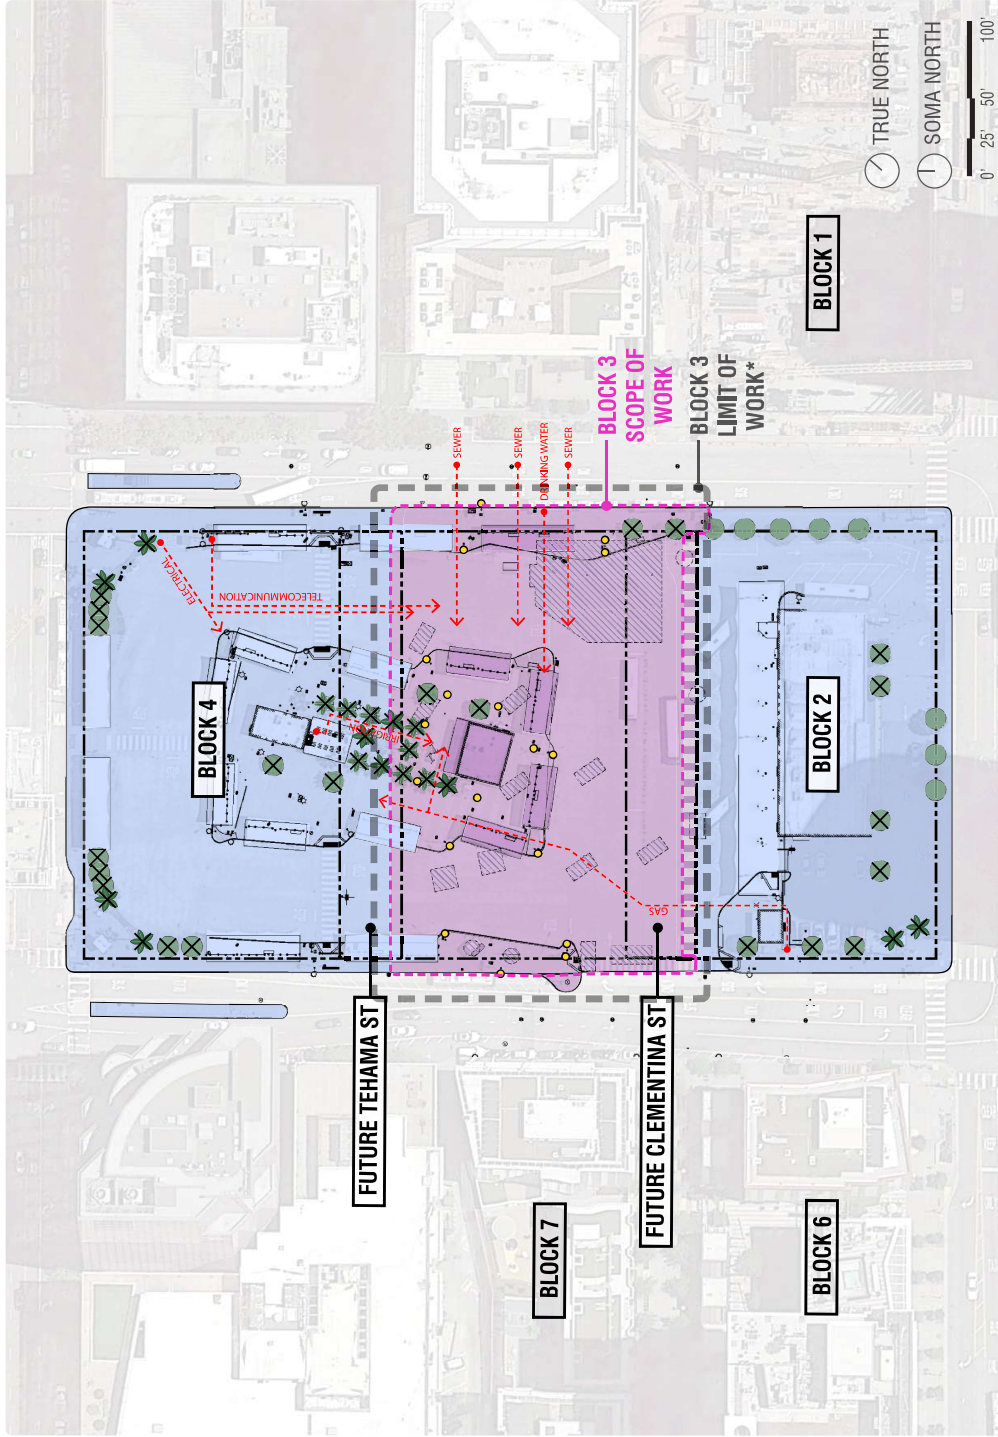 TRUE NORTH
SOMA NORTH
0'
25'
50'
100'
BLOCK 1
BLOCK 3
SCOPE OF
WORK
BLOCK 3
LIMIT OF
WORK*
SEWER
SEWER
DRINKING WATER
SEWER
ELECTRICAL
TELECOMMUNICATION
IRRIGATION
GAS
BLOCK 4
BLOCK 2
FUTURE TEHAMA ST
FUTURE CLEMENTINA ST
BLOCK 7
BLOCK 6